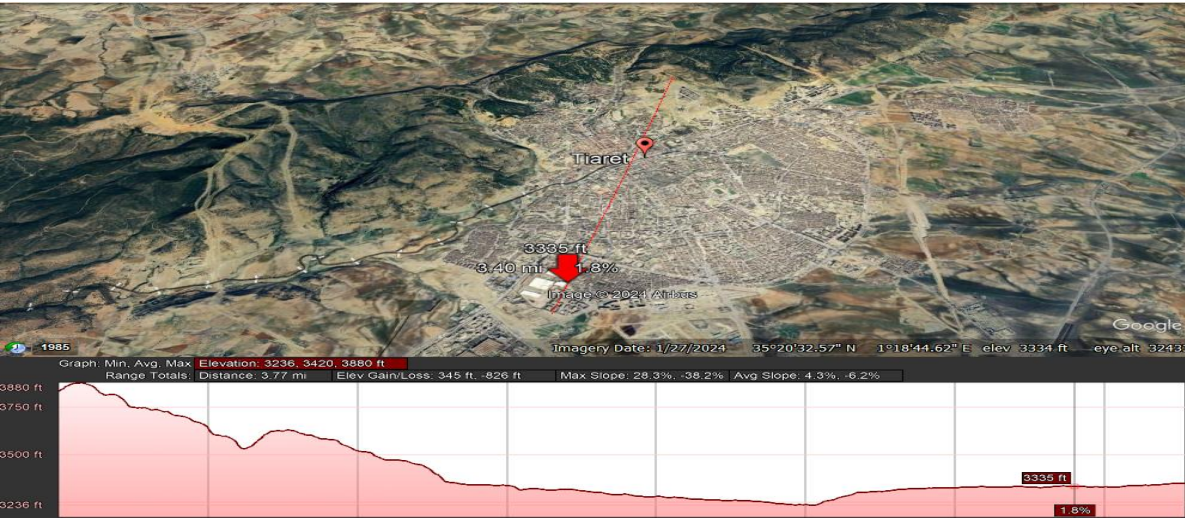 Tiaret
3335 ft
3.40 mi 1.8%
Image © 2024 Airbus
Google
1985
Imagery Date: 1/27/2024 35°20'32.57" N 1°18'44.62" E elev 3334 ft eye alt 3243
Graph: Min, Avg, Max Elevation: 3236, 3420, 3880 ft
Range Totals: Distance: 3.77 mi Elev Gain/Loss: 345 ft, -826 ft Max Slope: 28.3%, -38.2% Avg Slope: 4.3%, -6.2%
3880 ft
3750 ft
3500 ft
3335 ft
3236 ft
1.8%